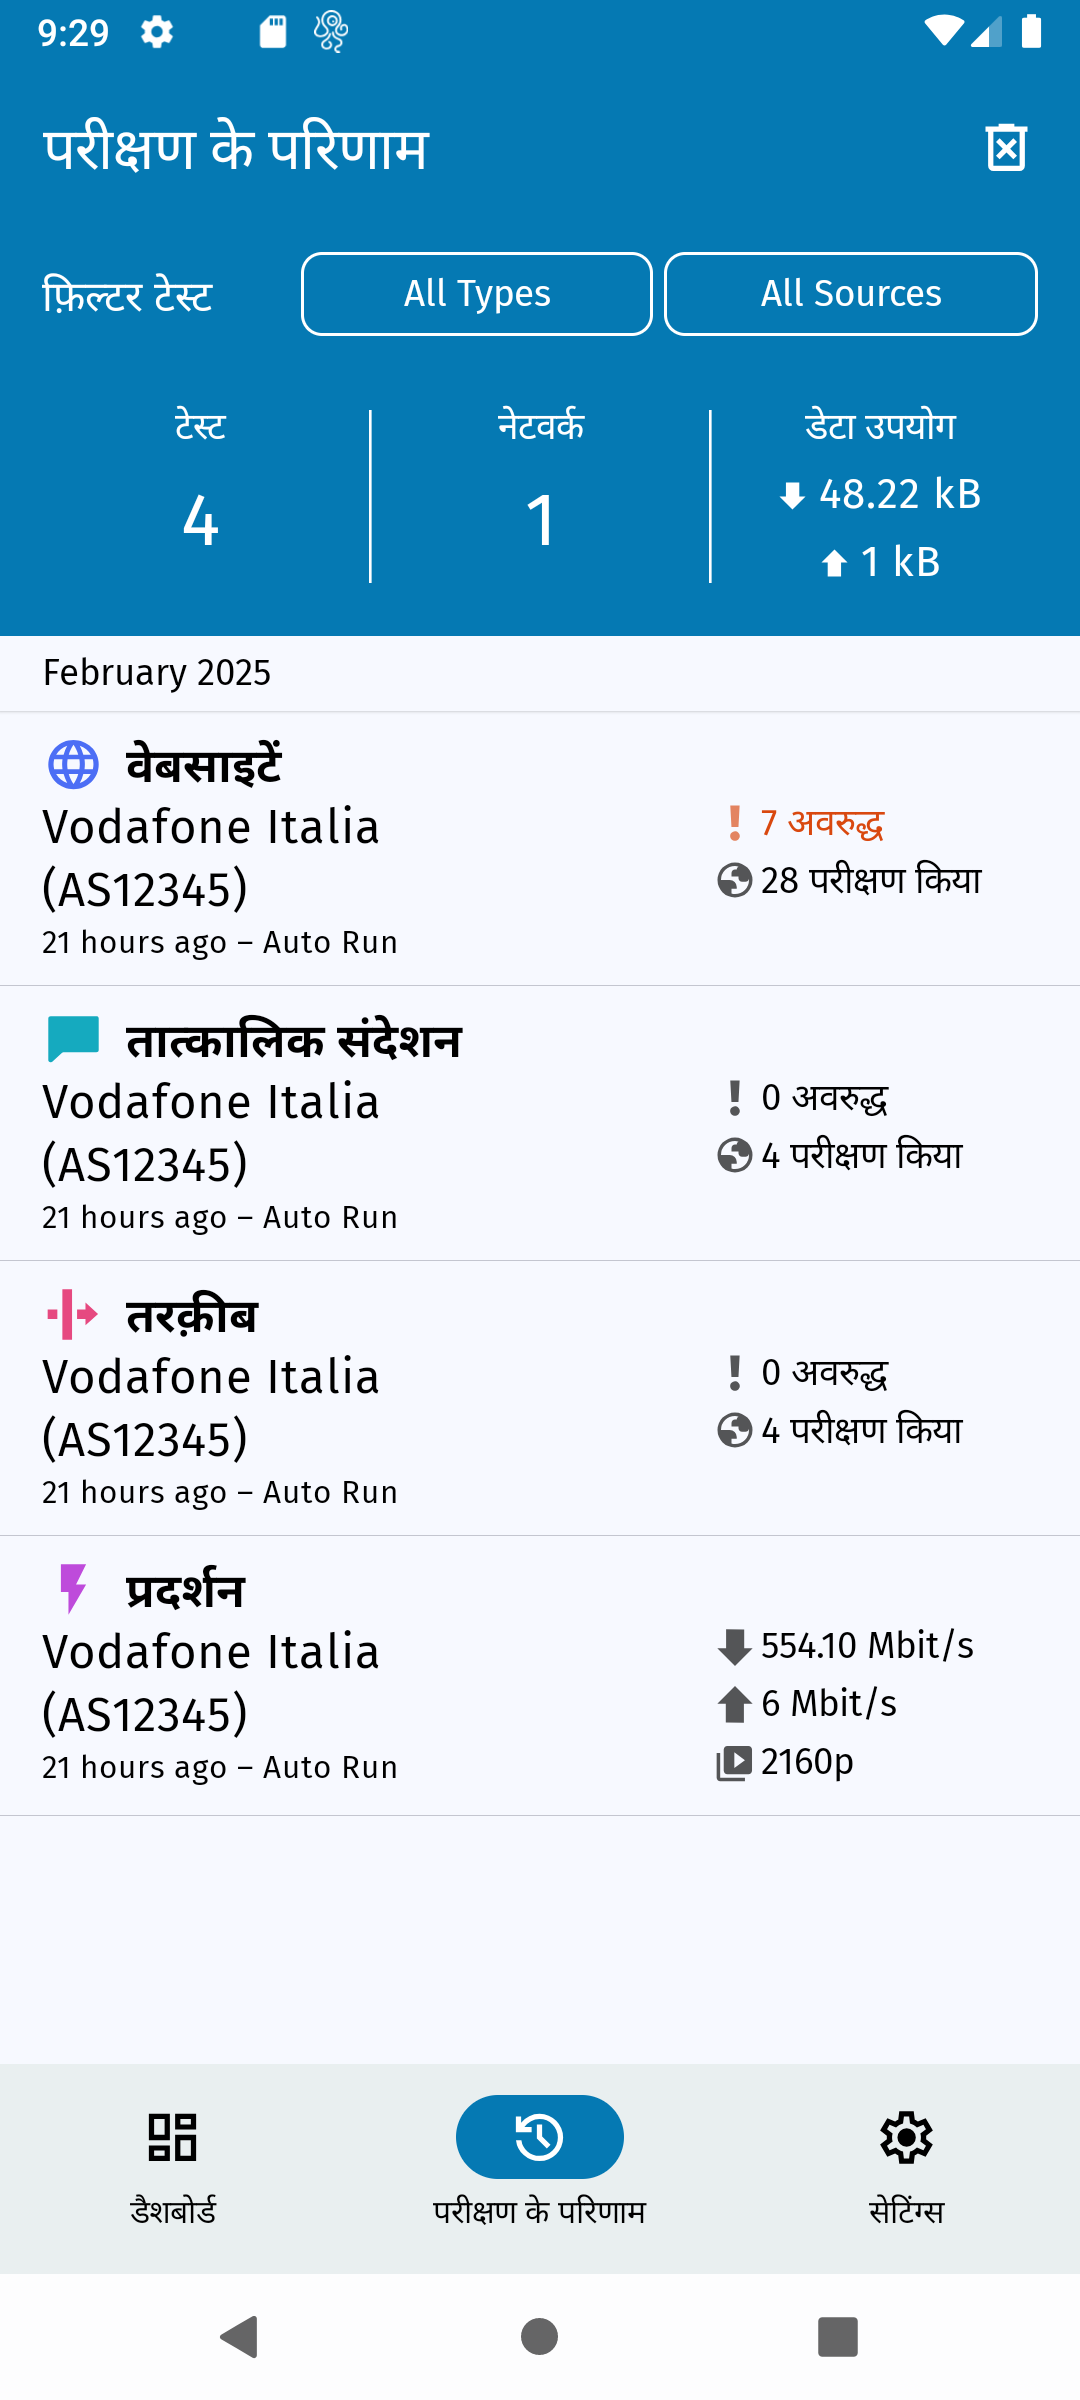 9:29
परीक्षण के परिणाम
फ़िल्टर टेस्ट
All Types
All Sources
टेस्ट
4
नेटवर्क
1
डेटा उपयोग
48.22 kB
1 kB
February 2025
वेबसाइटें
Vodafone Italia
(AS12345)
21 hours ago – Auto Run
7 अवरुद्ध
28 परीक्षण किया
तात्कालिक संदेशन
Vodafone Italia
(AS12345)
21 hours ago – Auto Run
0 अवरुद्ध
4 परीक्षण किया
तरक़ीब
Vodafone Italia
(AS12345)
21 hours ago – Auto Run
0 अवरुद्ध
4 परीक्षण किया
प्रदर्शन
Vodafone Italia
(AS12345)
21 hours ago – Auto Run
554.10 Mbit/s
6 Mbit/s
2160p
डैशबोर्ड
परीक्षण के परिणाम
सेटिंग्स